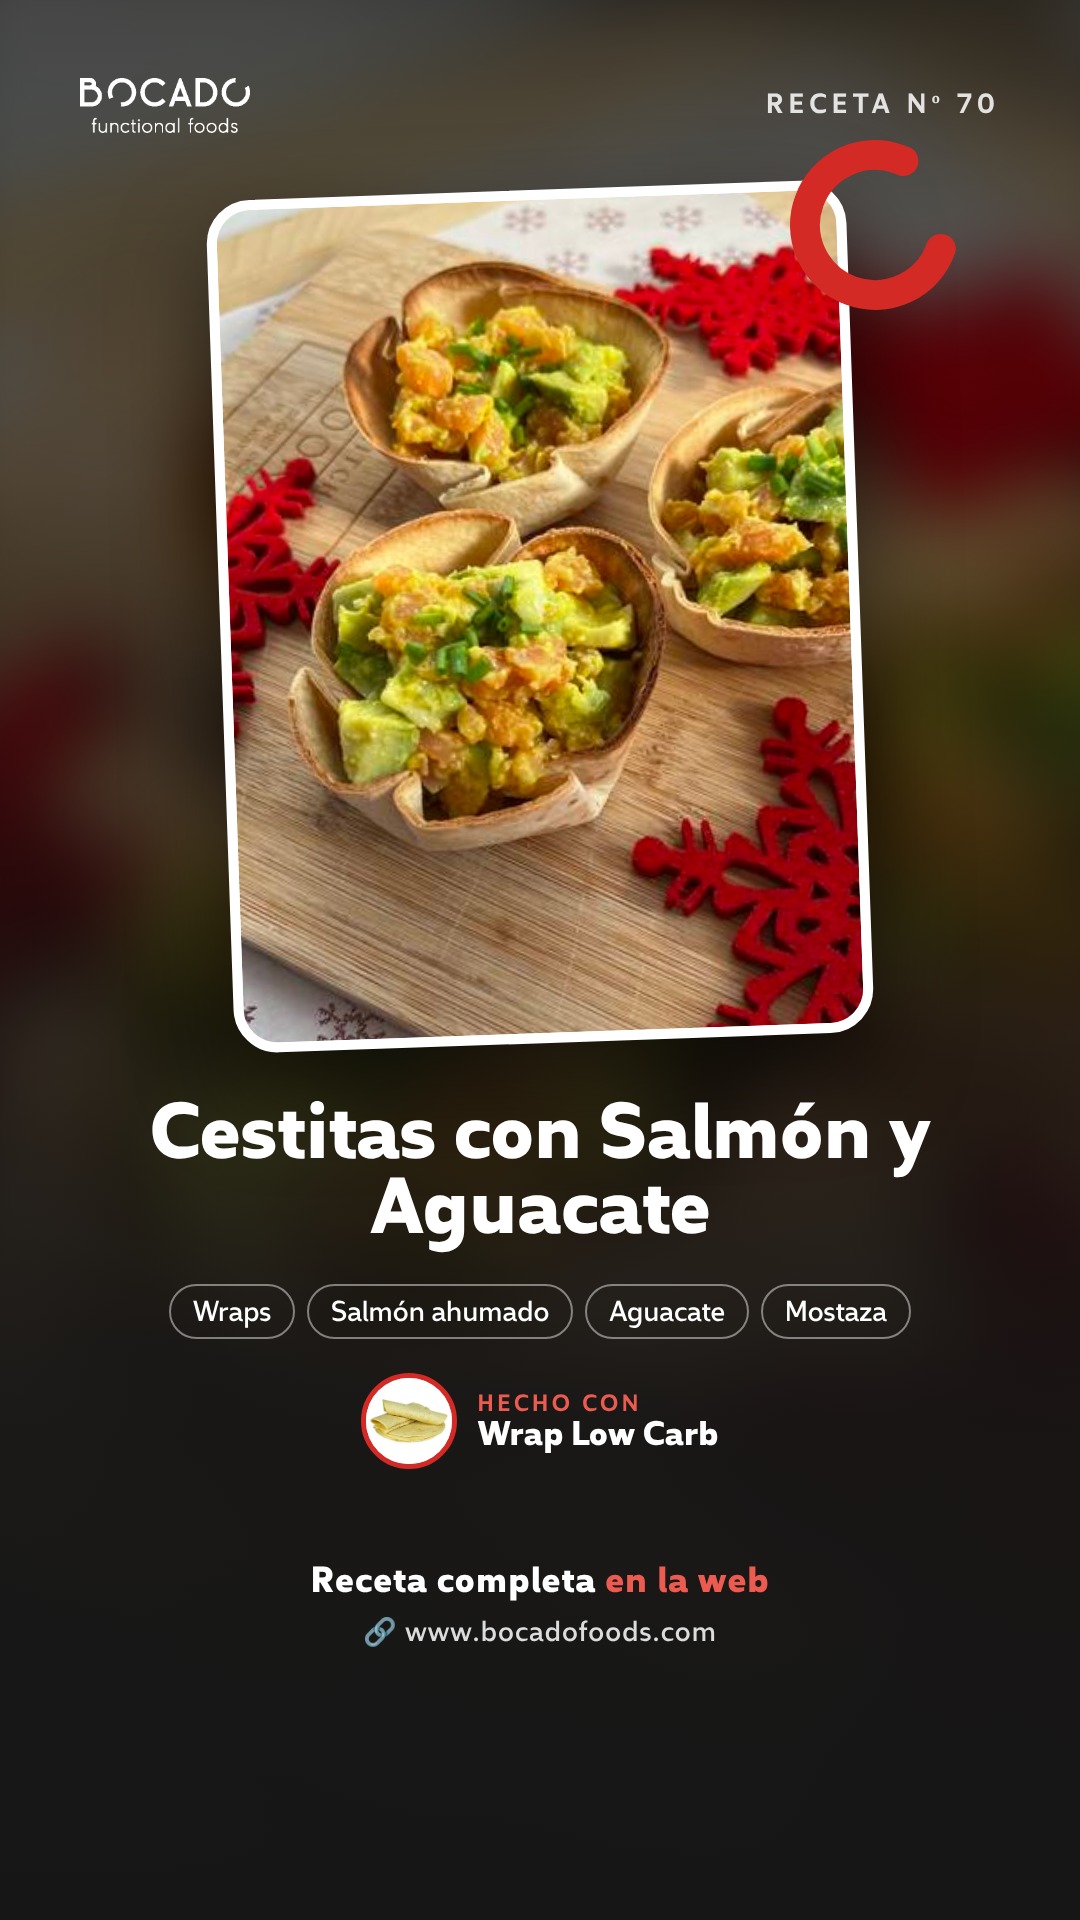 BOCADO
functional foods
RECETA Nº 70
Cestitas con Salmón y
Aguacate
Wraps
Salmón ahumado
Aguacate
Mostaza
HECHO CON
Wrap Low Carb
Receta completa en la web
www.bocadofoods.com